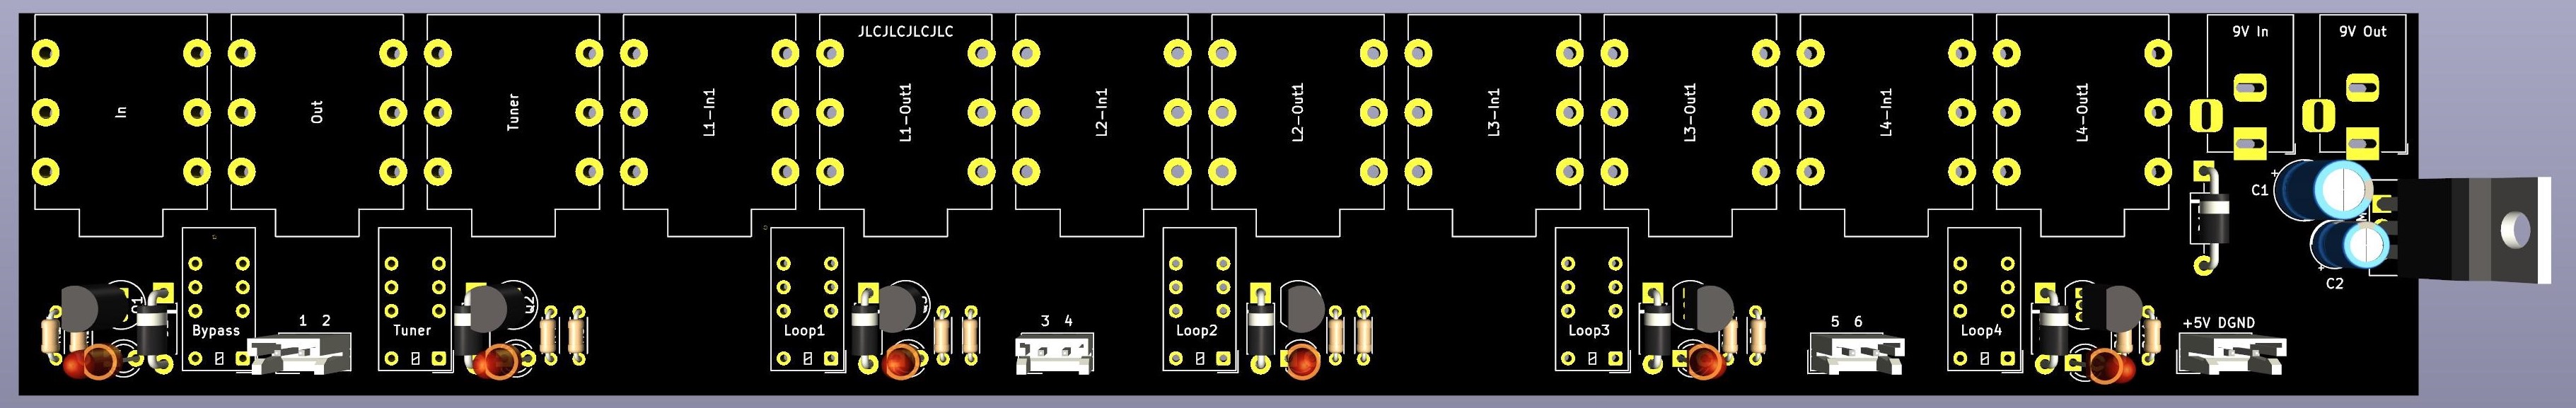 JLCJLCJLCJLC
9V In
9V Out
In
Out
Tuner
L1-In1
L1-Out1
L2-In1
L2-Out1
L3-In1
L3-Out1
L4-In1
L4-Out1
C1
C2
Bypass
1 2
Tuner
Loop1
3 4
Loop2
Loop3
5 6
Loop4
+5V DGND